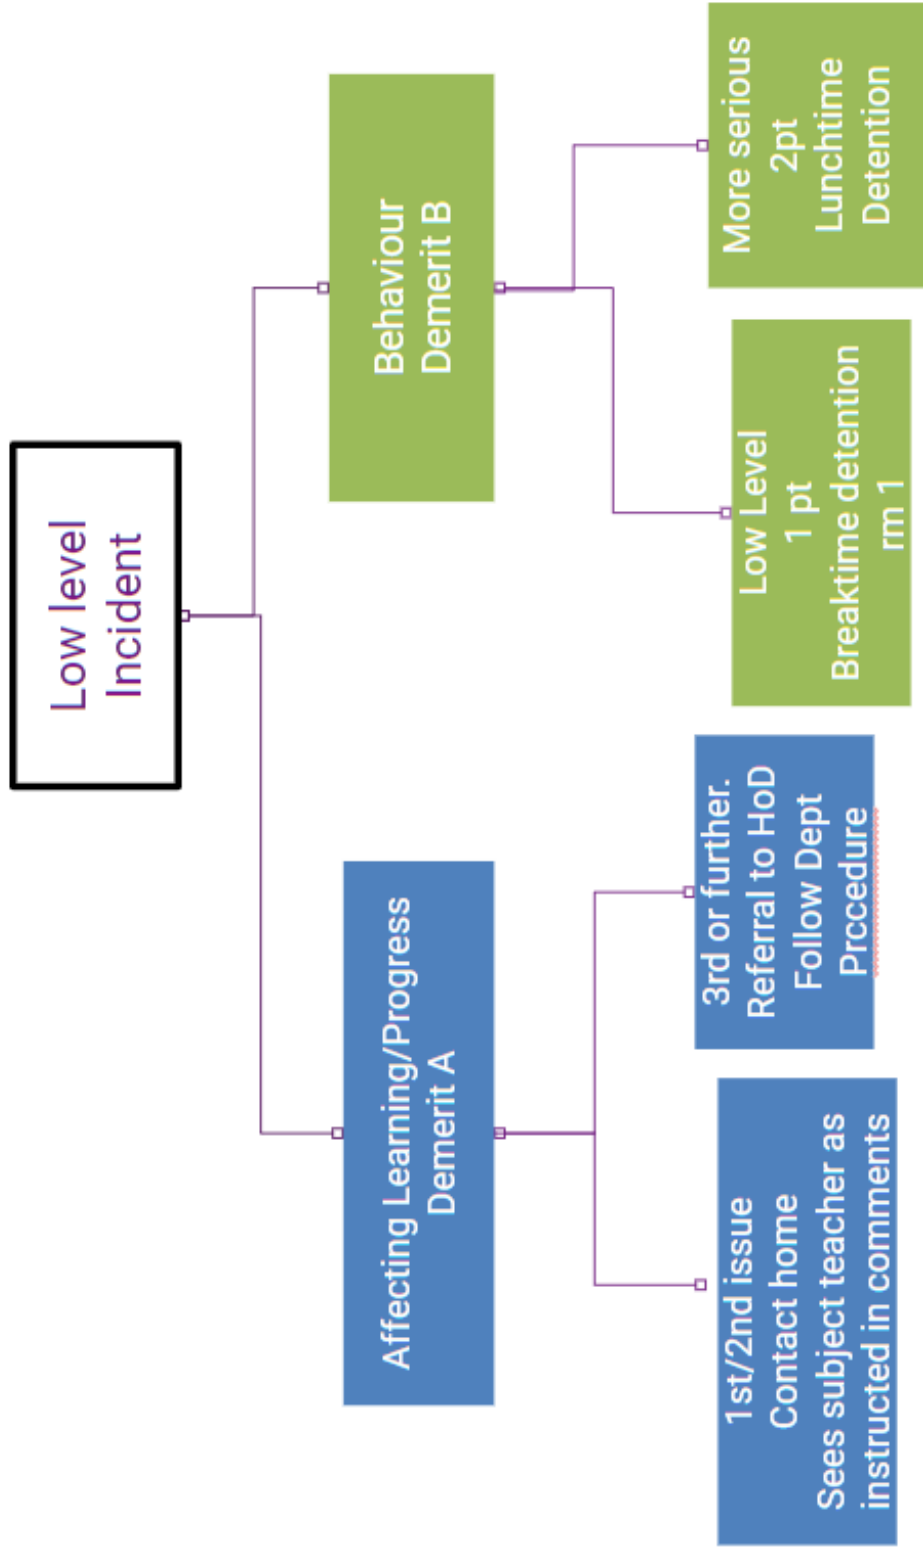 Low level
Incident
Affecting Learning/Progress
Demerit A
Behaviour
Demerit B
1st/2nd issue
Contact home
Sees subject teacher as
instructed in comments
3rd or further.
Referral to HoD
Follow Dept
Prccedure
Low Level
1 pt
Breaktime detention
rm 1
More serious
2pt
Lunchtime
Detention